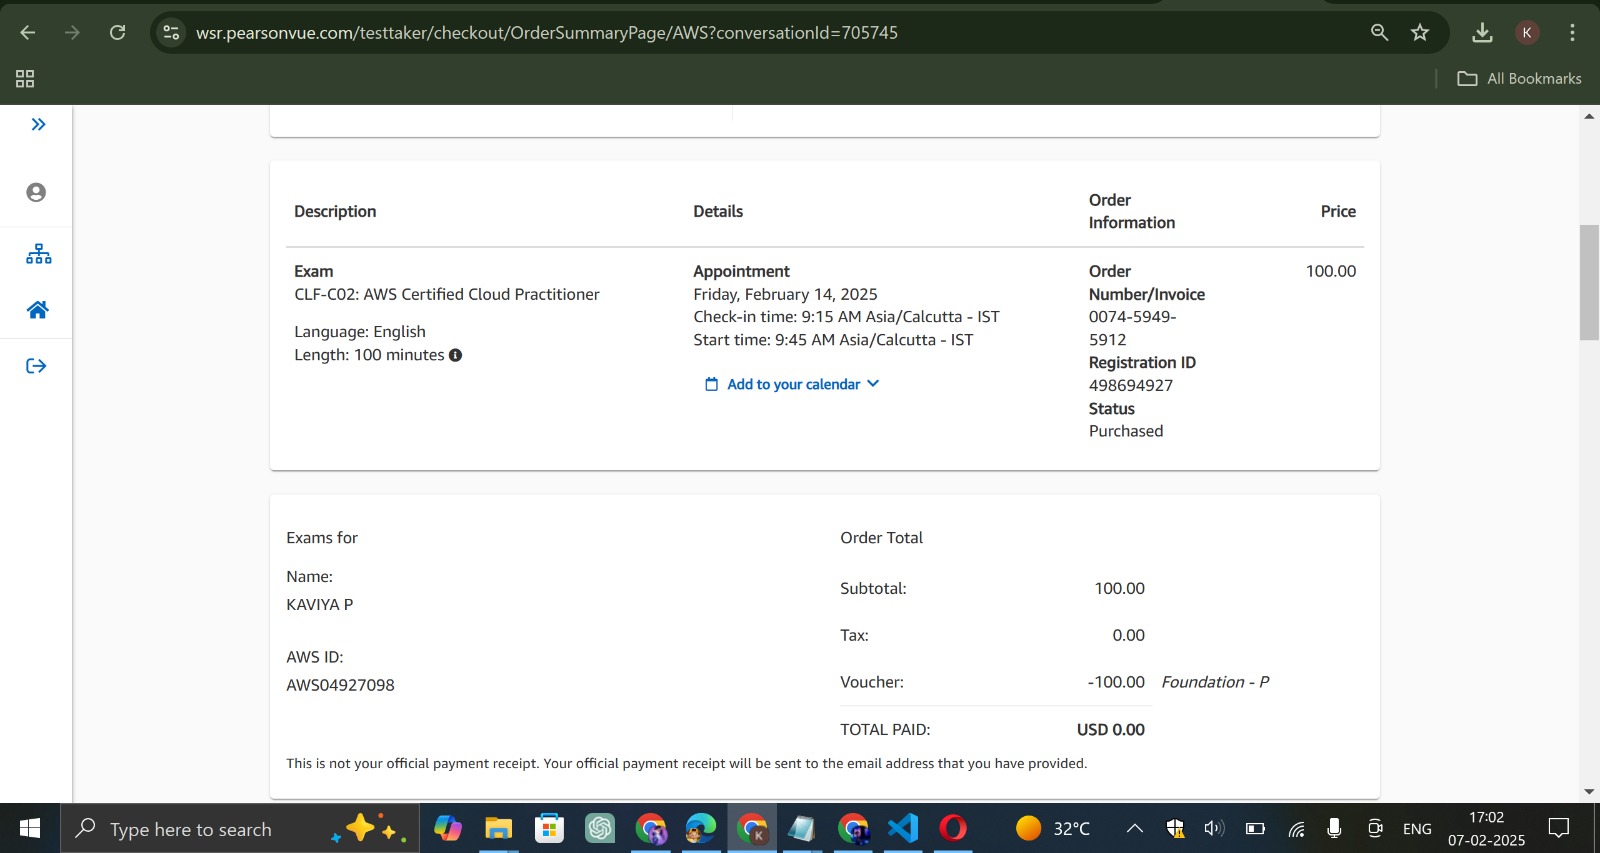 wsr.pearsonvue.com/testtaker/checkout/OrderSummaryPage/AWS?conversationId=705745
K
All Bookmarks
Description
Details
Order
Information
Price
Exam
CLF-C02: AWS Certified Cloud Practitioner
Language: English
Length: 100 minutes
Appointment
Friday, February 14, 2025
Check-in time: 9:15 AM Asia/Calcutta - IST
Start time: 9:45 AM Asia/Calcutta - IST
Add to your calendar
Order
Number/Invoice
0074-5949-
5912
Registration ID
498694927
Status
Purchased
100.00
Exams for
Name:
KAVIYA P
AWS ID:
AWS04927098
Order Total
Subtotal: 100.00
Tax: 0.00
Voucher: -100.00 Foundation - P
TOTAL PAID: USD 0.00
This is not your official payment receipt. Your official payment receipt will be sent to the email address that you have provided.
Type here to search
32°C
ENG
17:02
07-02-2025